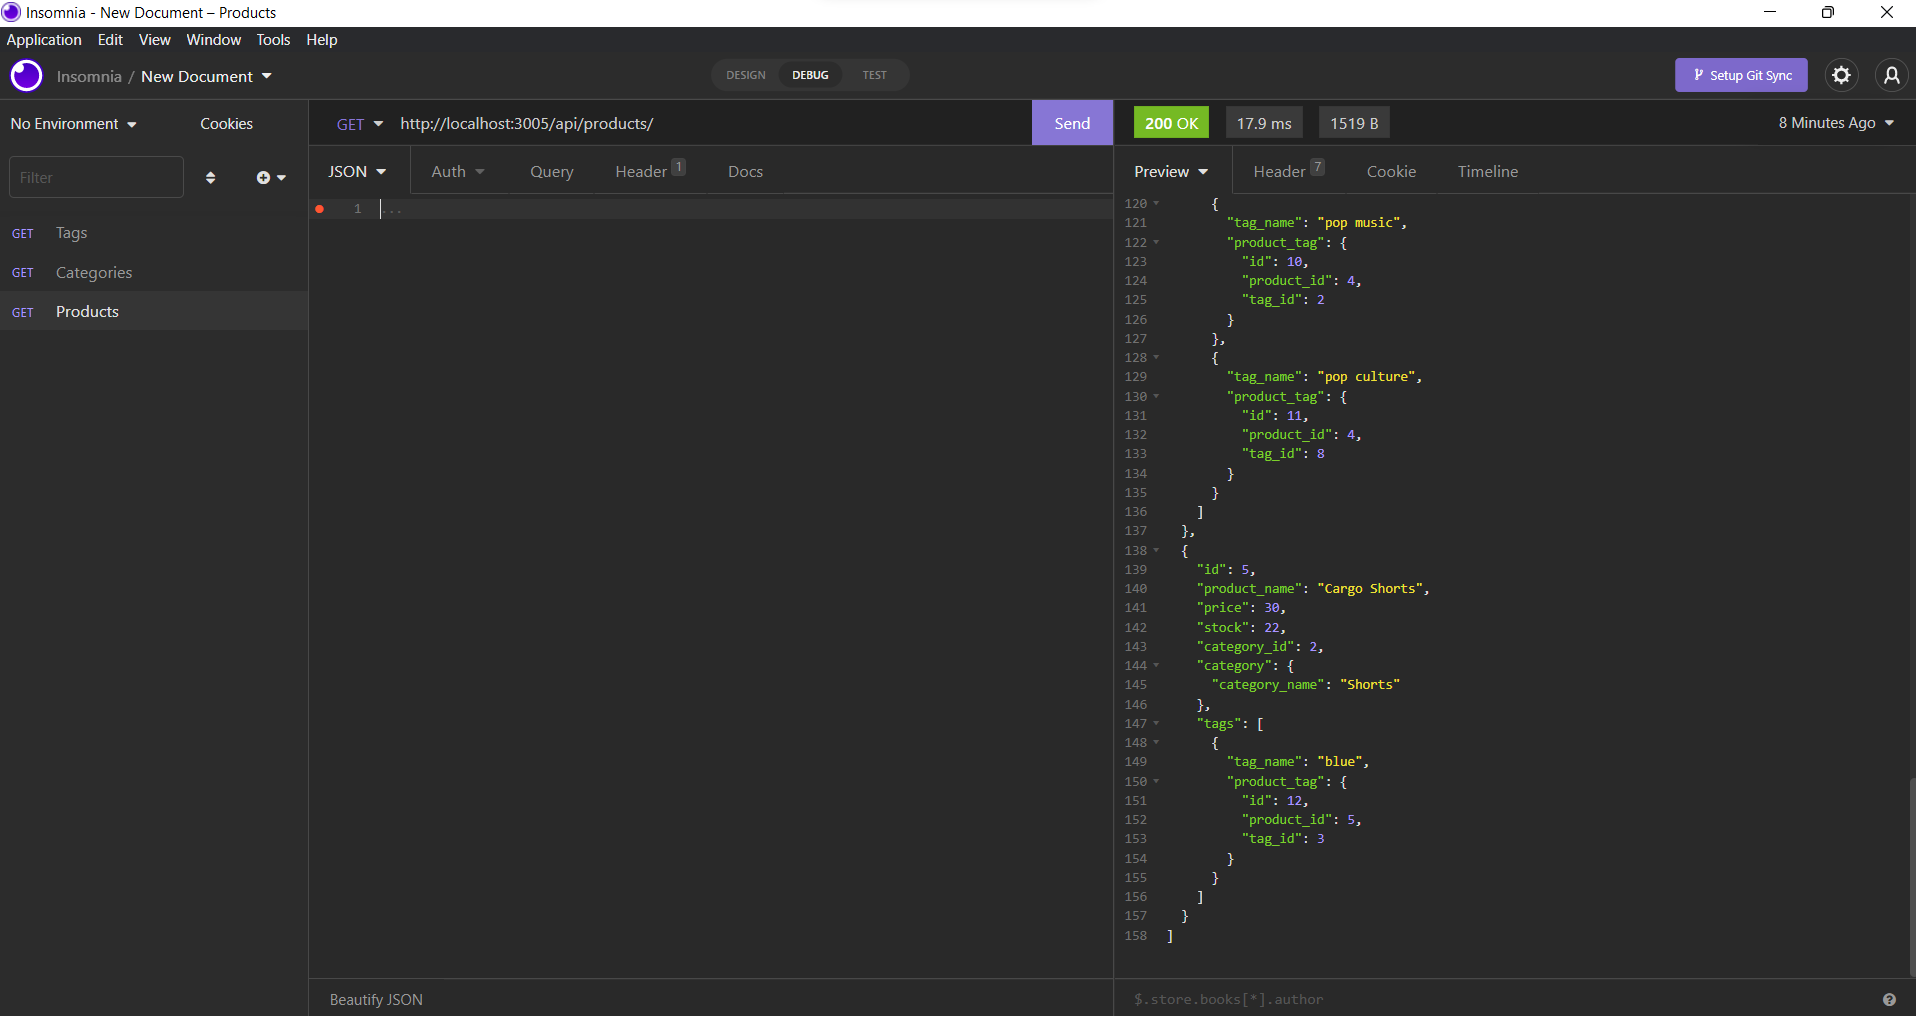 Insomnia - New Document – Products
Application Edit View Window Tools Help
Insomnia / New Document
DESIGN DEBUG TEST
Setup Git Sync
No Environment Cookies
GET http://localhost:3005/api/products/ Send
200 OK 17.9 ms 1519 B 8 Minutes Ago
Filter
JSON Auth Query Header 1 Docs
Preview Header 7 Cookie Timeline
GET Tags
GET Categories
GET Products
1 ...
120 {
121 "tag_name": "pop music",
122 "product_tag": {
123 "id": 10,
124 "product_id": 4,
125 "tag_id": 2
126 }
127 },
128 {
129 "tag_name": "pop culture",
130 "product_tag": {
131 "id": 11,
132 "product_id": 4,
133 "tag_id": 8
134 }
135 }
136 ]
137 },
138 {
139 "id": 5,
140 "product_name": "Cargo Shorts",
141 "price": 30,
142 "stock": 22,
143 "category_id": 2,
144 "category": {
145 "category_name": "Shorts"
146 },
147 "tags": [
148 {
149 "tag_name": "blue",
150 "product_tag": {
151 "id": 12,
152 "product_id": 5,
153 "tag_id": 3
154 }
155 }
156 ]
157 }
158 ]
Beautify JSON
$.store.books[*].author